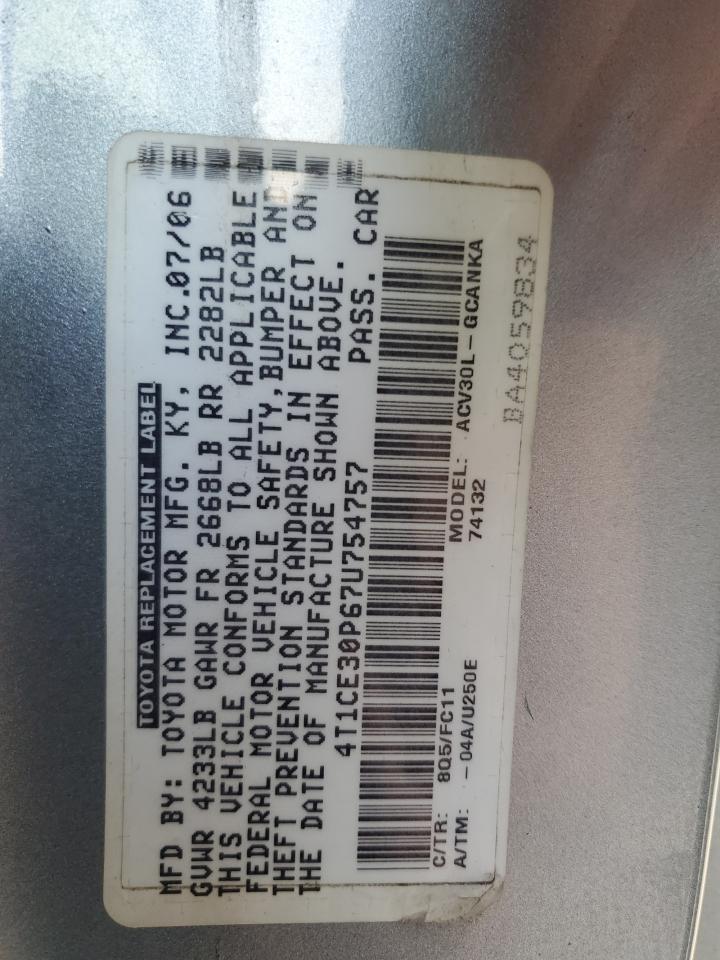 TOYOTA REPLACEMENT LABEL
MFD BY: TOYOTA MOTOR MFG. KY, INC.07/06
GVWR 4233LB GAWR FR 2668LB RR 2282LB
THIS VEHICLE CONFORMS TO ALL APPLICABLE
FEDERAL MOTOR VEHICLE SAFETY,BUMPER AND
THEFT PREVENTION STANDARDS IN EFFECT ON
THE DATE OF MANUFACTURE SHOWN ABOVE.
4T1CE30P67U754757 PASS. CAR
C/TR: 8Q5/FC11 MODEL: ACV30L-GCANKA
A/TM: -04A/U250E 74132
BA4059834